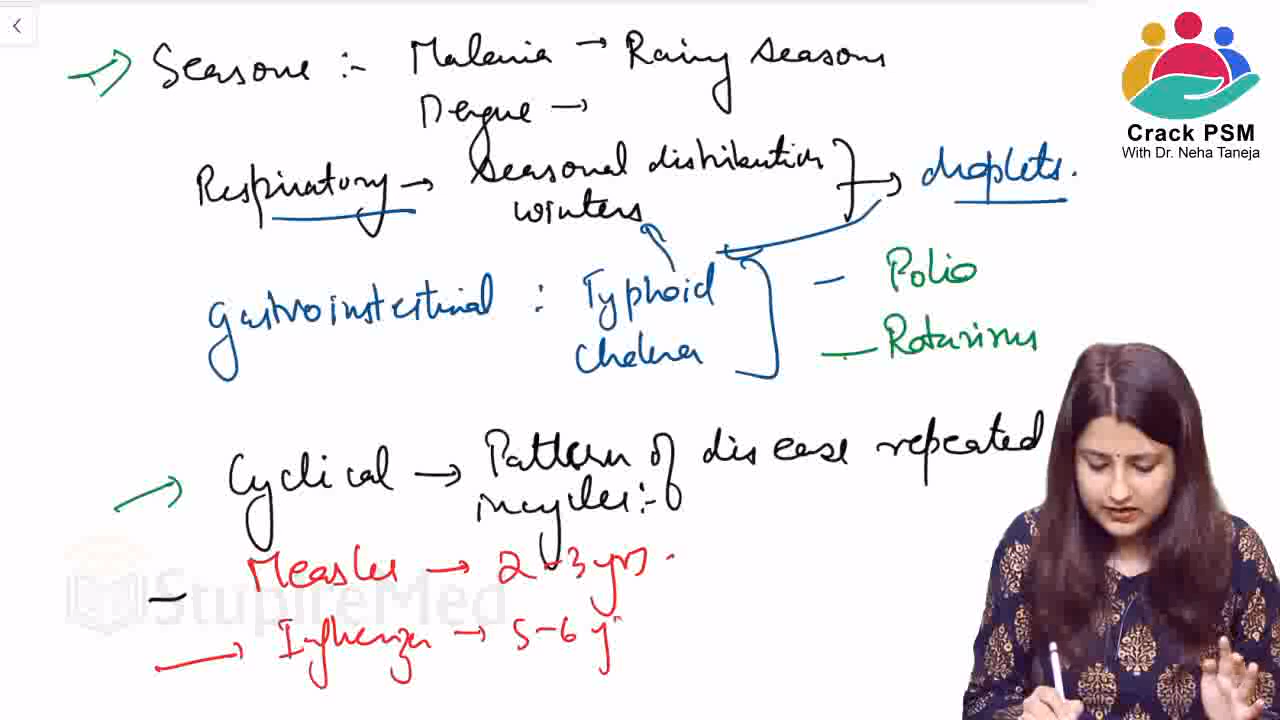 Seasone :- Malaria → Rainy seasons
Dengue →
Respiratory → Seasonal distribution
winters
droplets.
Gastrointestinal : Typhoid
Cholera
- Polio
- Rotavirus
Cyclical → Pattern of disease repeated
in cycles:-
Measles → 2-3 yrs.
Influenza → 5-6 y
Crack PSM
With Dr. Neha Taneja
StupireMed